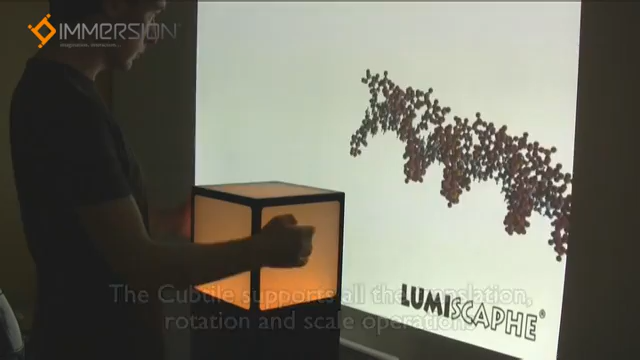 IMMERSION
The Cubtile supports all the translation,
rotation and scale operations
LUMISCAPHE®